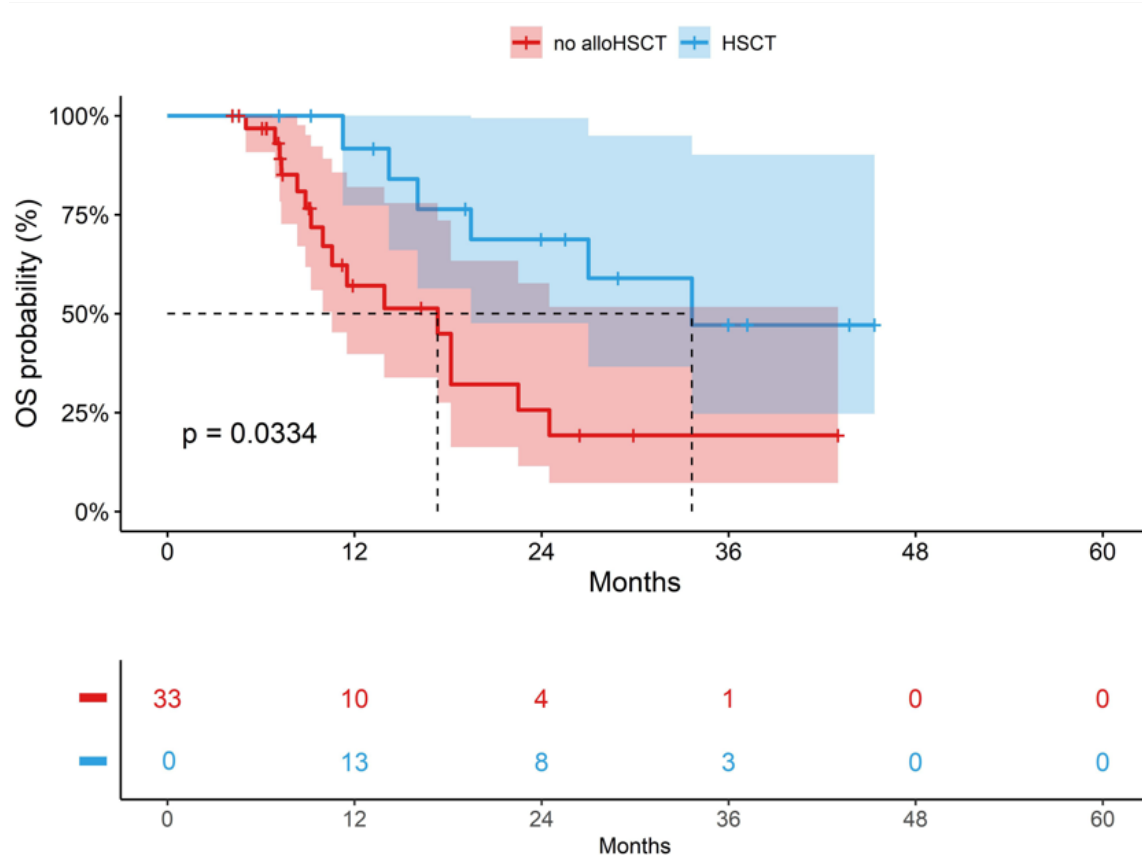 no alloHSCT HSCT
100%
75%
50%
25%
0%
OS probability (%)
p = 0.0334
0 12 24 36 48 60
Months
33 10 4 1 0 0
0 13 8 3 0 0
0 12 24 36 48 60
Months